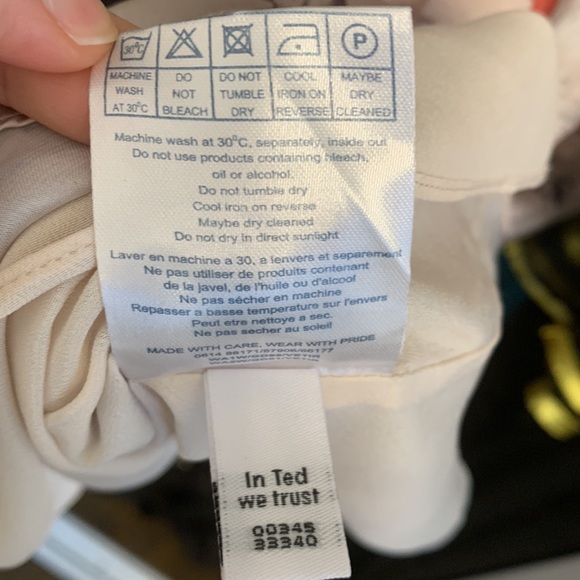 30°C
P
MACHINE WASH AT 30°C
DO NOT BLEACH
DO NOT TUMBLE DRY
COOL IRON ON REVERSE
MAYBE DRY CLEANED
Machine wash at 30°C, separately, inside out
Do not use products containing bleech,
oil or alcohol.
Do not tumble dry
Cool iron on reverse
Maybe dry cleaned
Do not dry in direct sunlight
Laver en machine a 30, a lenvers et separement
Ne pas utiliser de produits contenant
de la javel, de l'huile ou d'alcool
Ne pas sécher en machine
Repasser a basse temperature sur l'envers
Peut etre nettoye a sec.
Ne pas secher au soleil
MADE WITH CARE, WEAR WITH PRIDE
In Ted
we trust
00345
33340